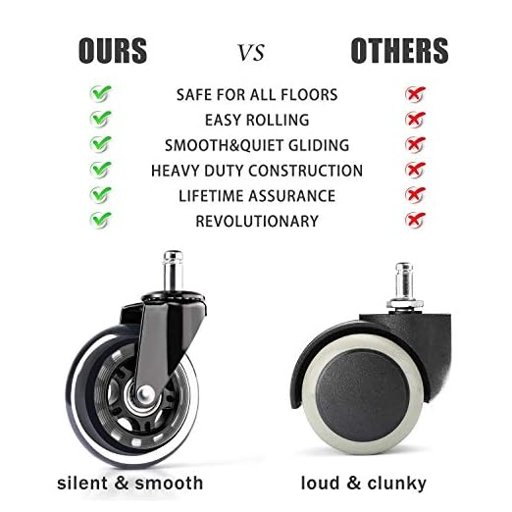 OURS VS OTHERS
SAFE FOR ALL FLOORS
EASY ROLLING
SMOOTH&QUIET GLIDING
HEAVY DUTY CONSTRUCTION
LIFETIME ASSURANCE
REVOLUTIONARY
silent & smooth loud & clunky